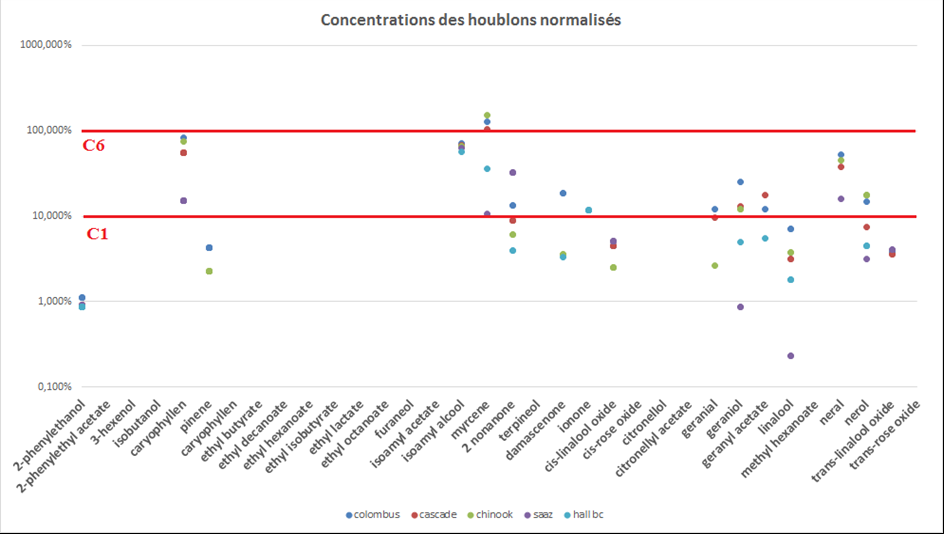 Concentrations des houblons normalisés
1000,000%
100,000%
C6
10,000%
C1
1,000%
0,100%
2-phenylethanol
2-phenylethyl acetate
3-hexenol
isobutanol
caryophyllen
pinene
caryophyllen
ethyl butyrate
ethyl decanoate
ethyl hexanoate
ethyl isobutyrate
ethyl lactate
ethyl octanoate
furaneol
isoamyl acetate
isoamyl alcool
myrcene
2 nonanone
terpineol
damascenone
ionone
cis-linalool oxide
cis-rose oxide
citronellol
citronellyl acetate
geranial
geraniol
geranyl acetate
linalool
methyl hexanoate
neral
nerol
trans-linalool oxide
trans-rose oxide
colombus cascade chinook saaz hall bc